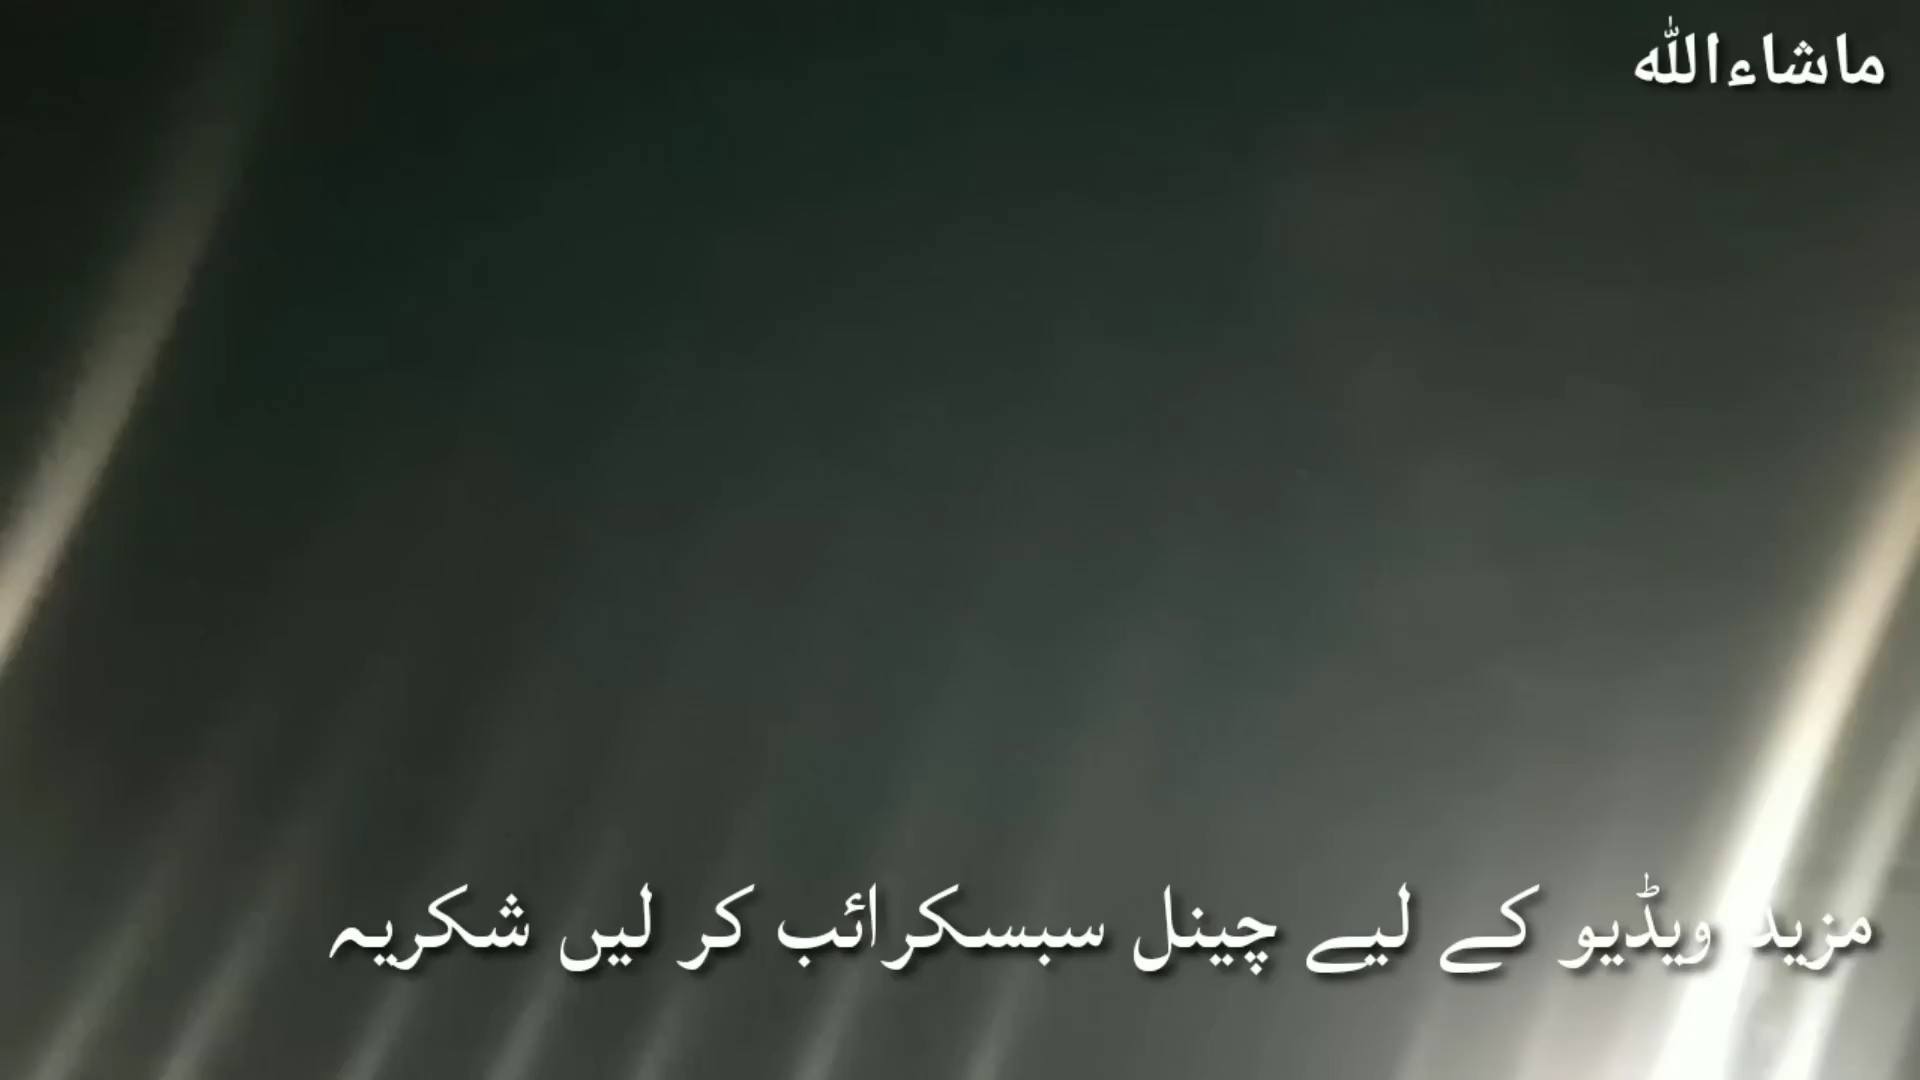 ماشاءاللہ
مزید ویڈیو کے لیے چینل سبسکرائب کر لیں شکریہ